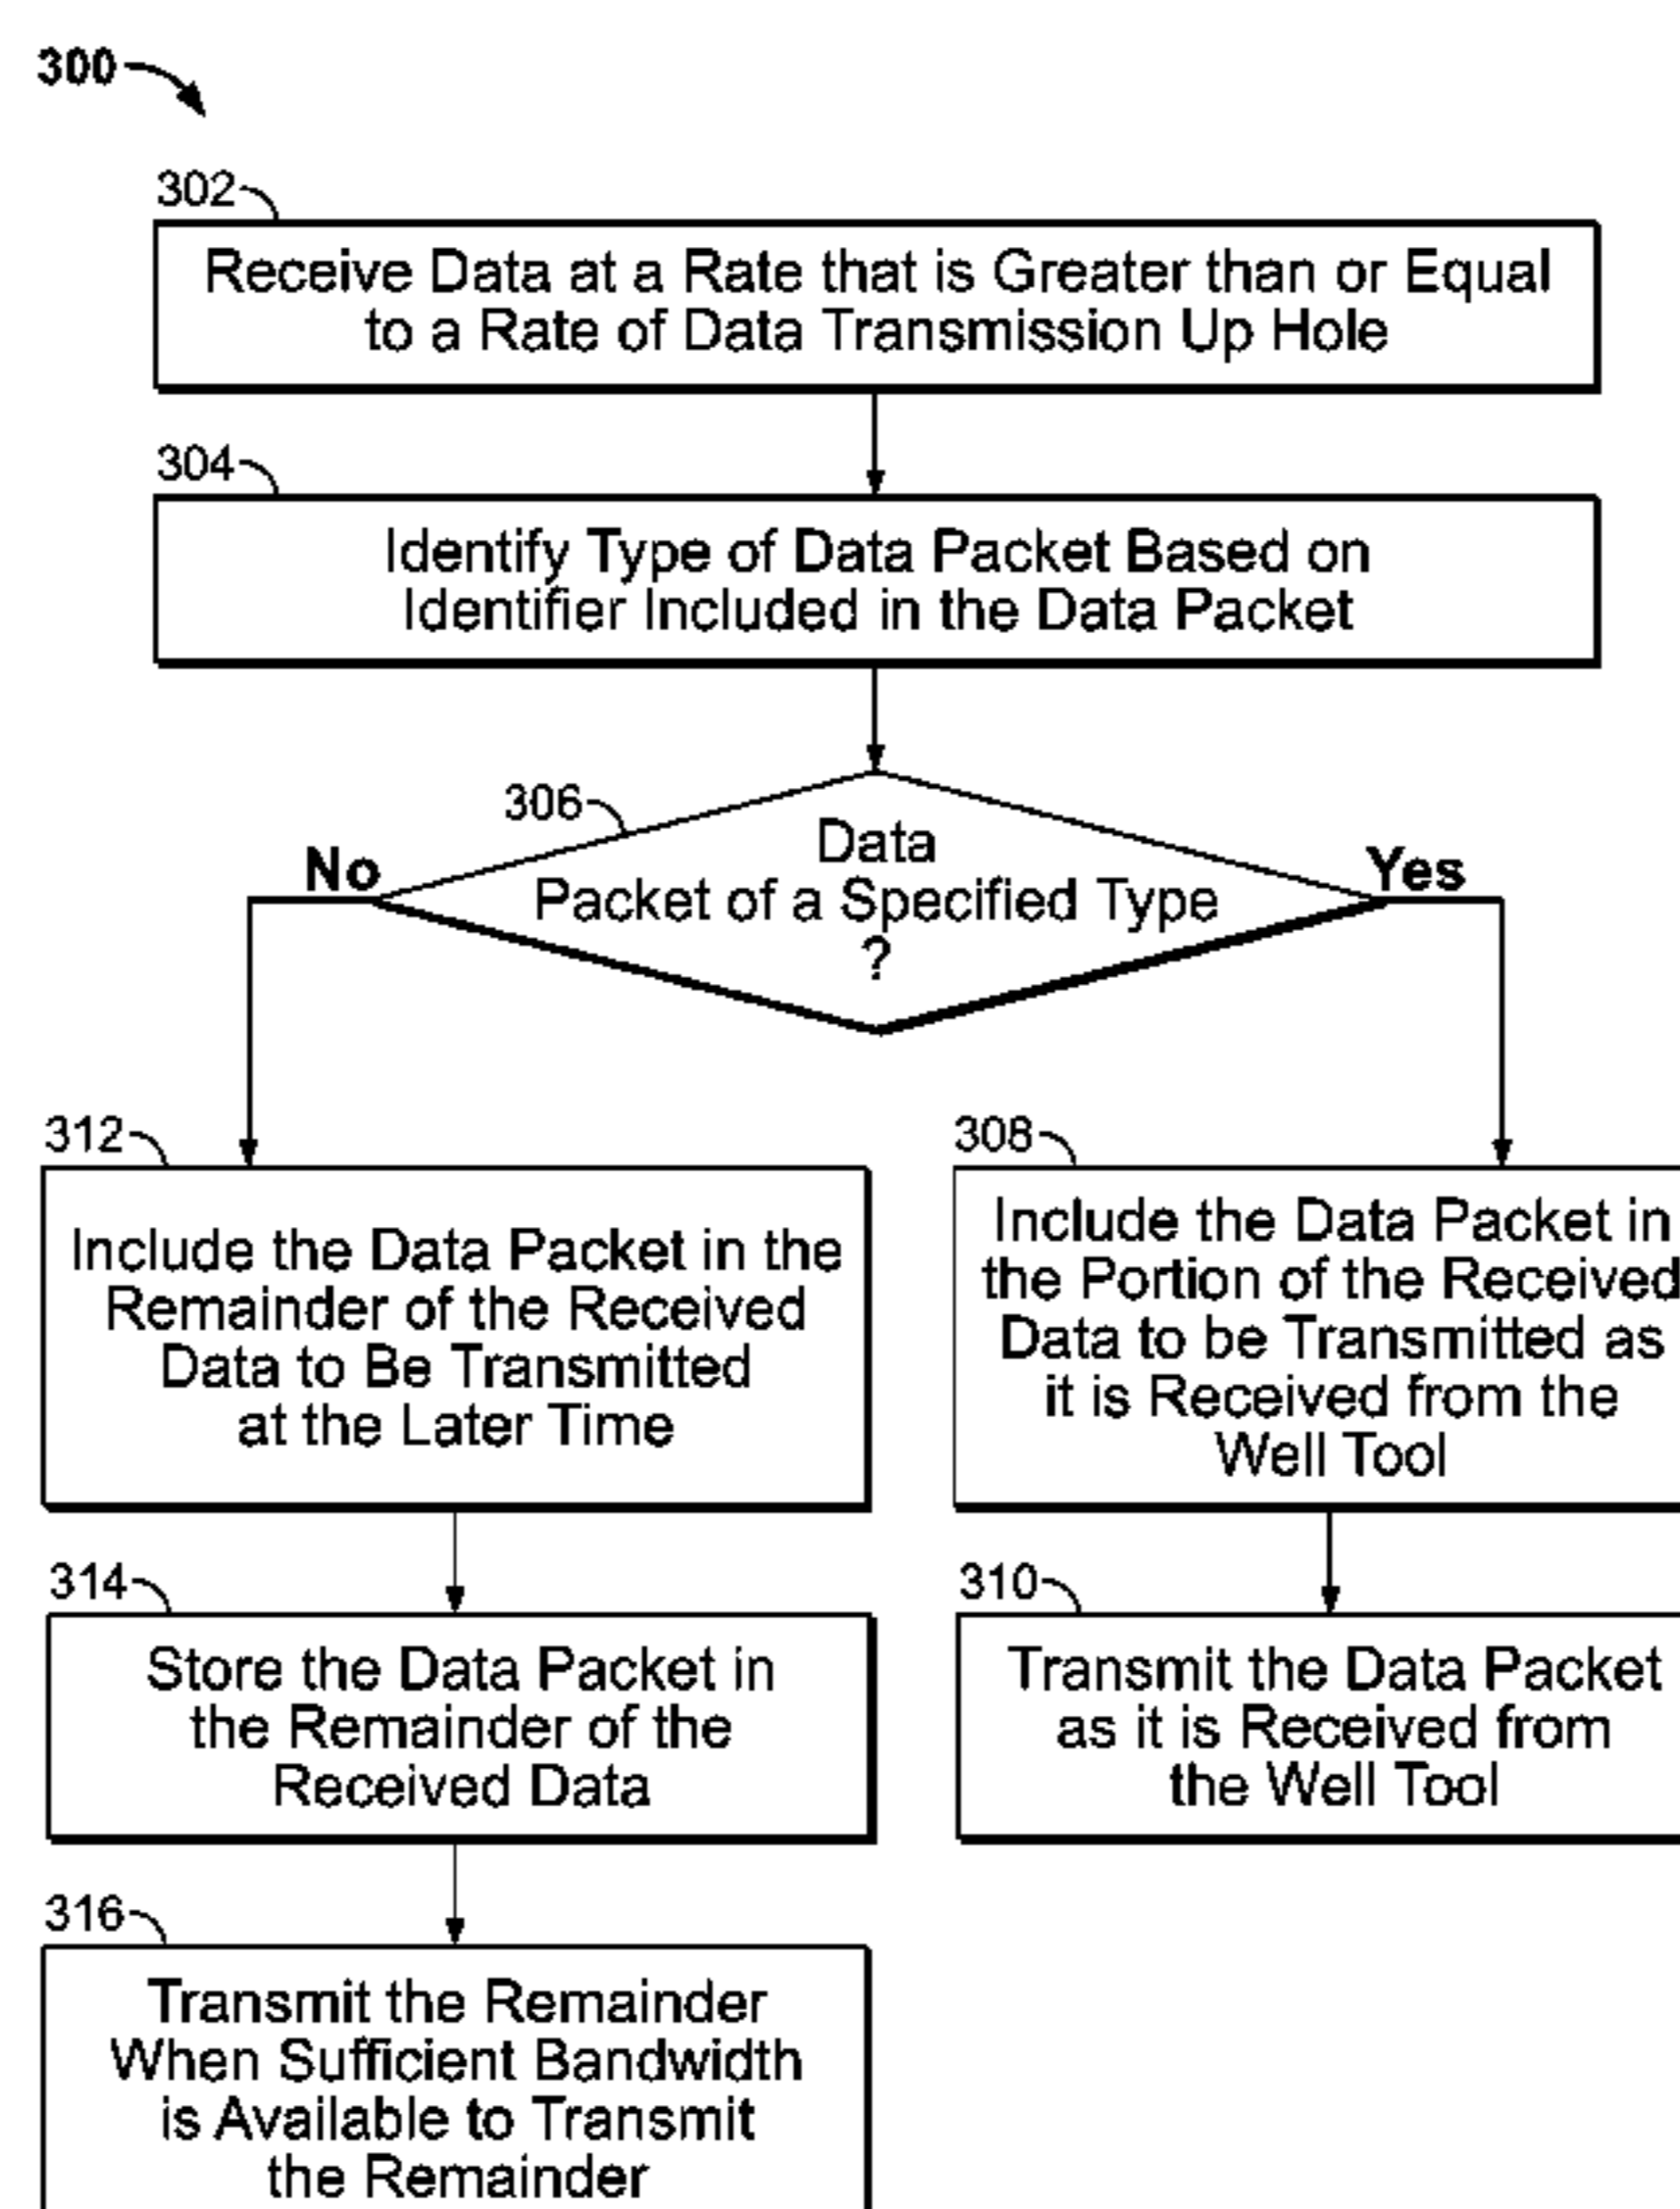 300
302
Receive Data at a Rate that is Greater than or Equal
to a Rate of Data Transmission Up Hole
304
Identify Type of Data Packet Based on
Identifier Included in the Data Packet
306
Data
Packet of a Specified Type
?
No
Yes
312
Include the Data Packet in the
Remainder of the Received
Data to Be Transmitted
at the Later Time
308
Include the Data Packet in
the Portion of the Received
Data to be Transmitted as
it is Received from the
Well Tool
314
Store the Data Packet in
the Remainder of the
Received Data
310
Transmit the Data Packet
as it is Received from
the Well Tool
316
Transmit the Remainder
When Sufficient Bandwidth
is Available to Transmit
the Remainder